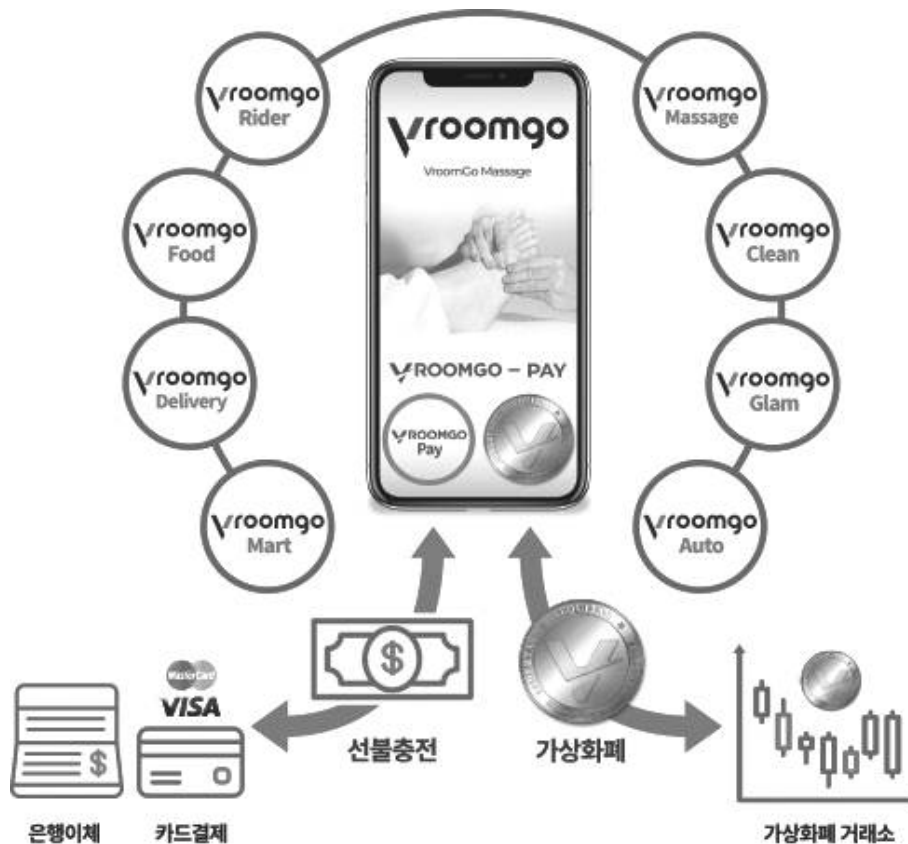 Vroomgo
Rider
Vroomgo
Food
Vroomgo
Delivery
Vroomgo
Mart
Vroomgo
VroomGo Massage
VROOMGO – PAY
VROOMGO
Pay
Vroomgo
Massage
Vroomgo
Clean
Vroomgo
Glam
Vroomgo
Auto
MasterCard
VISA
$
$
선불충전
가상화폐
은행이체
카드결제
가상화폐 거래소